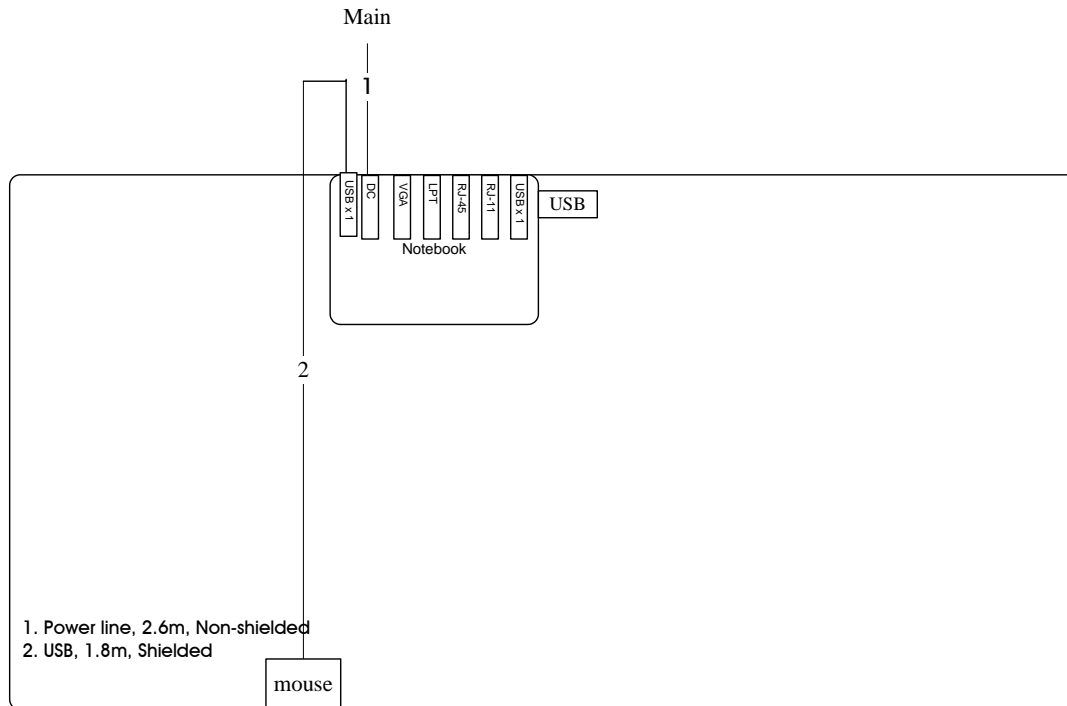 Main
1
USB x 1
DC
VGA
LPT
RJ-45
RJ-11
USB x 1
USB
Notebook
2
1. Power line, 2.6m, Non-shielded
2. USB, 1.8m, Shielded
mouse